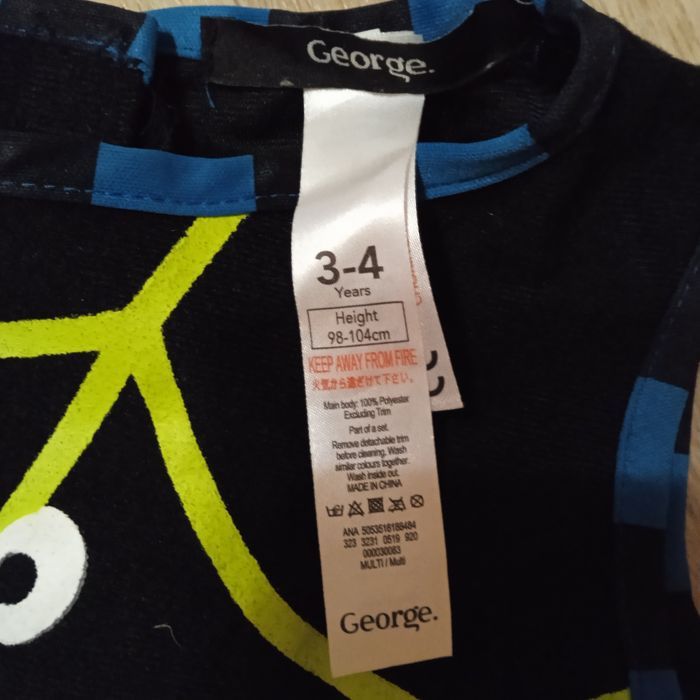 George.
3-4
Years
Height
98-104cm
KEEP AWAY FROM FIRE
火気から遠ざけて下さい。
Main body: 100% Polyester
Excluding Trim
Part of a set.
Remove detachable trim
before cleaning. Wash
similar colours together.
Wash inside out.
MADE IN CHINA
ANA 5053518186484
323 3231 0519 920
000030063
MULTI / Multi
George.